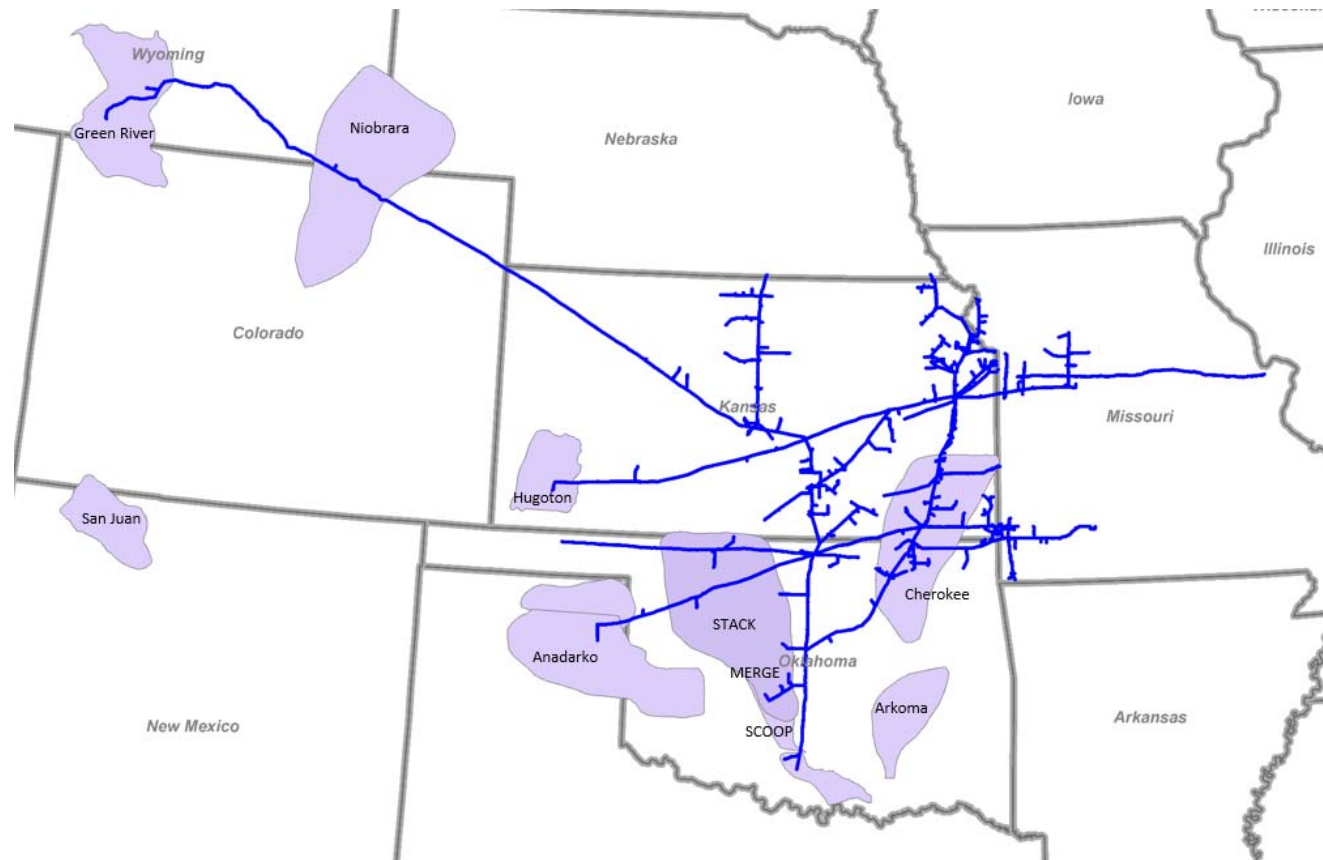 Wyoming
Green River
Niobrara
Nebraska
Iowa
Illinois
Colorado
Kansas
Missouri
Hugoton
San Juan
Cherokee
STACK
Anadarko
Oklahoma
MERGE
Arkoma
SCOOP
New Mexico
Arkansas